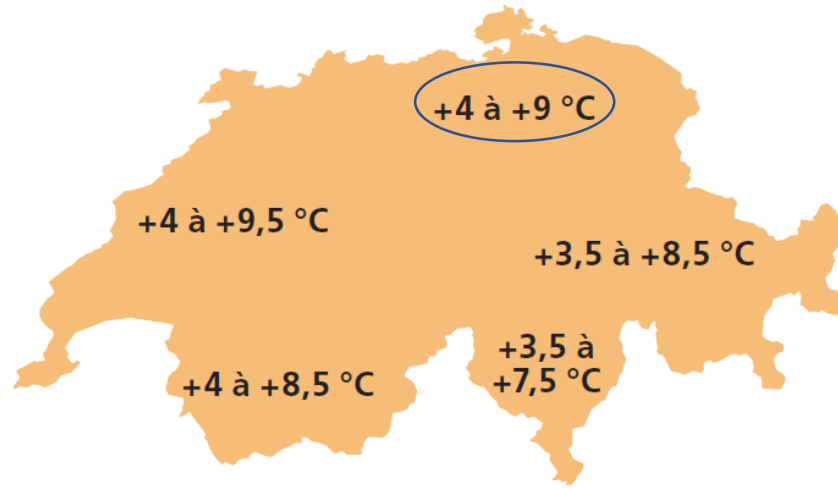 +4 à +9 °C
+4 à +9,5 °C
+3,5 à +8,5 °C
+3,5 à
+7,5 °C
+4 à +8,5 °C